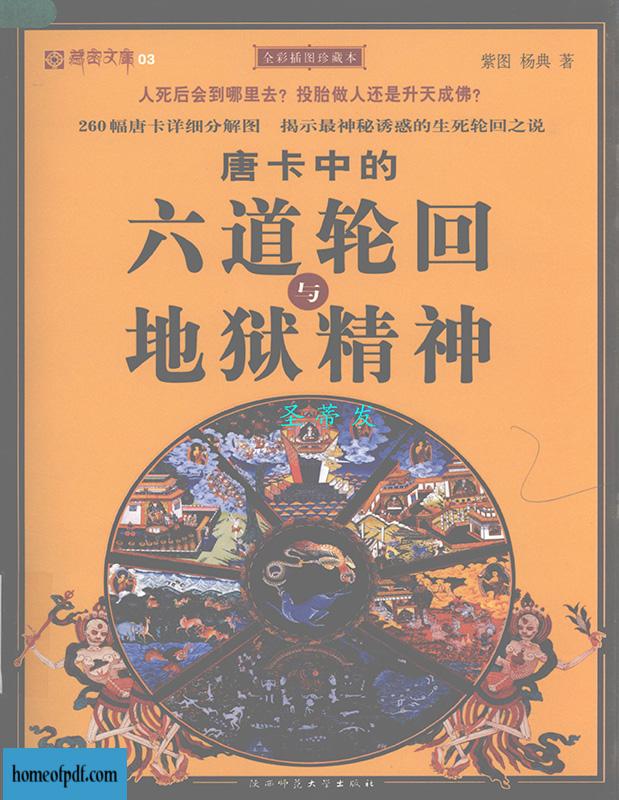 藏密文库 03
全彩插图珍藏本
紫图 杨典 著
人死后会到哪里去？投胎做人还是升天成佛？
260幅唐卡详细分解图 揭示最神秘诱惑的生死轮回之说
唐卡中的
六道轮回
与
地狱精神
圣蒂发
陕西师范大学出版社
homeofpdf.com